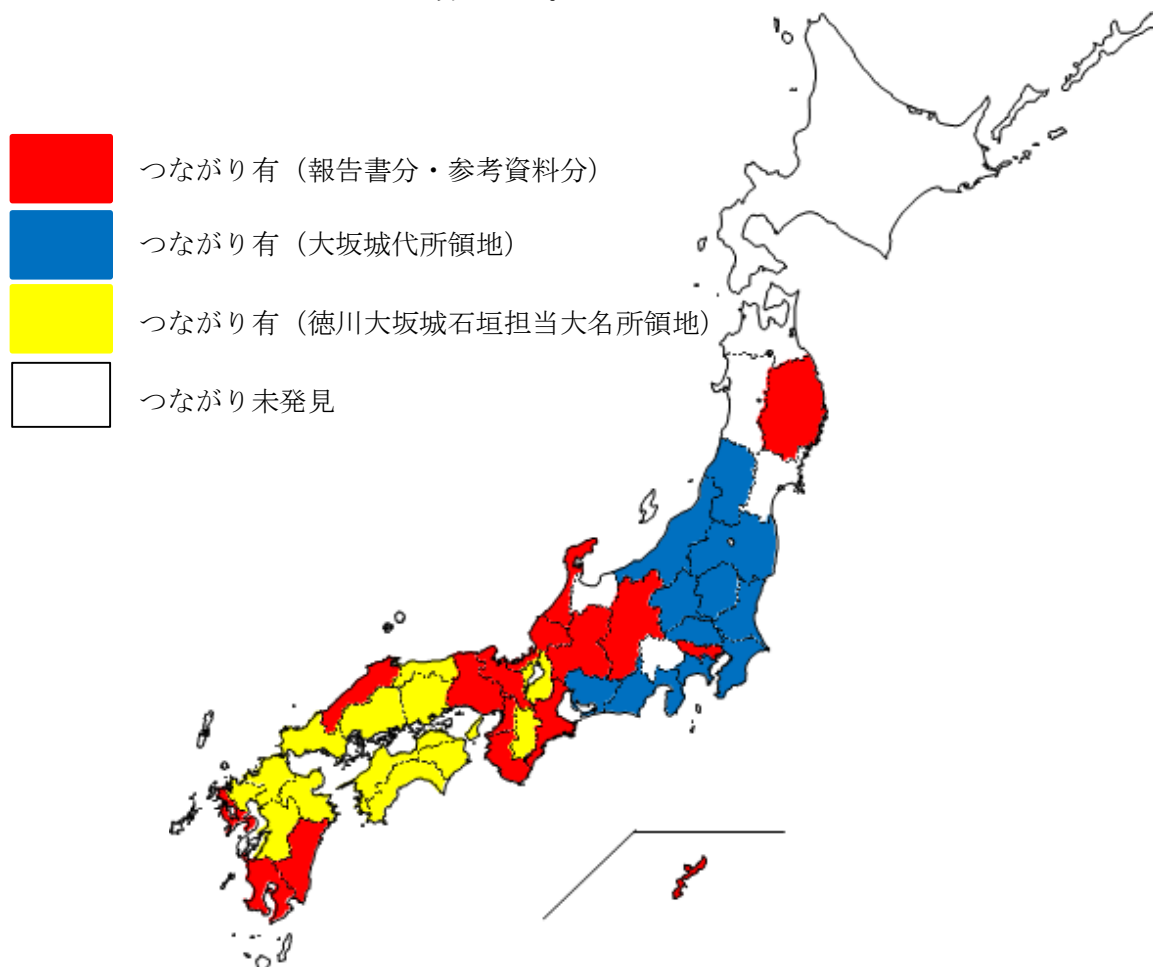 つながり有（報告書分・参考資料分）
つながり有（大坂城代所領地）
つながり有（徳川大坂城石垣担当大名所領地）
つながり未発見